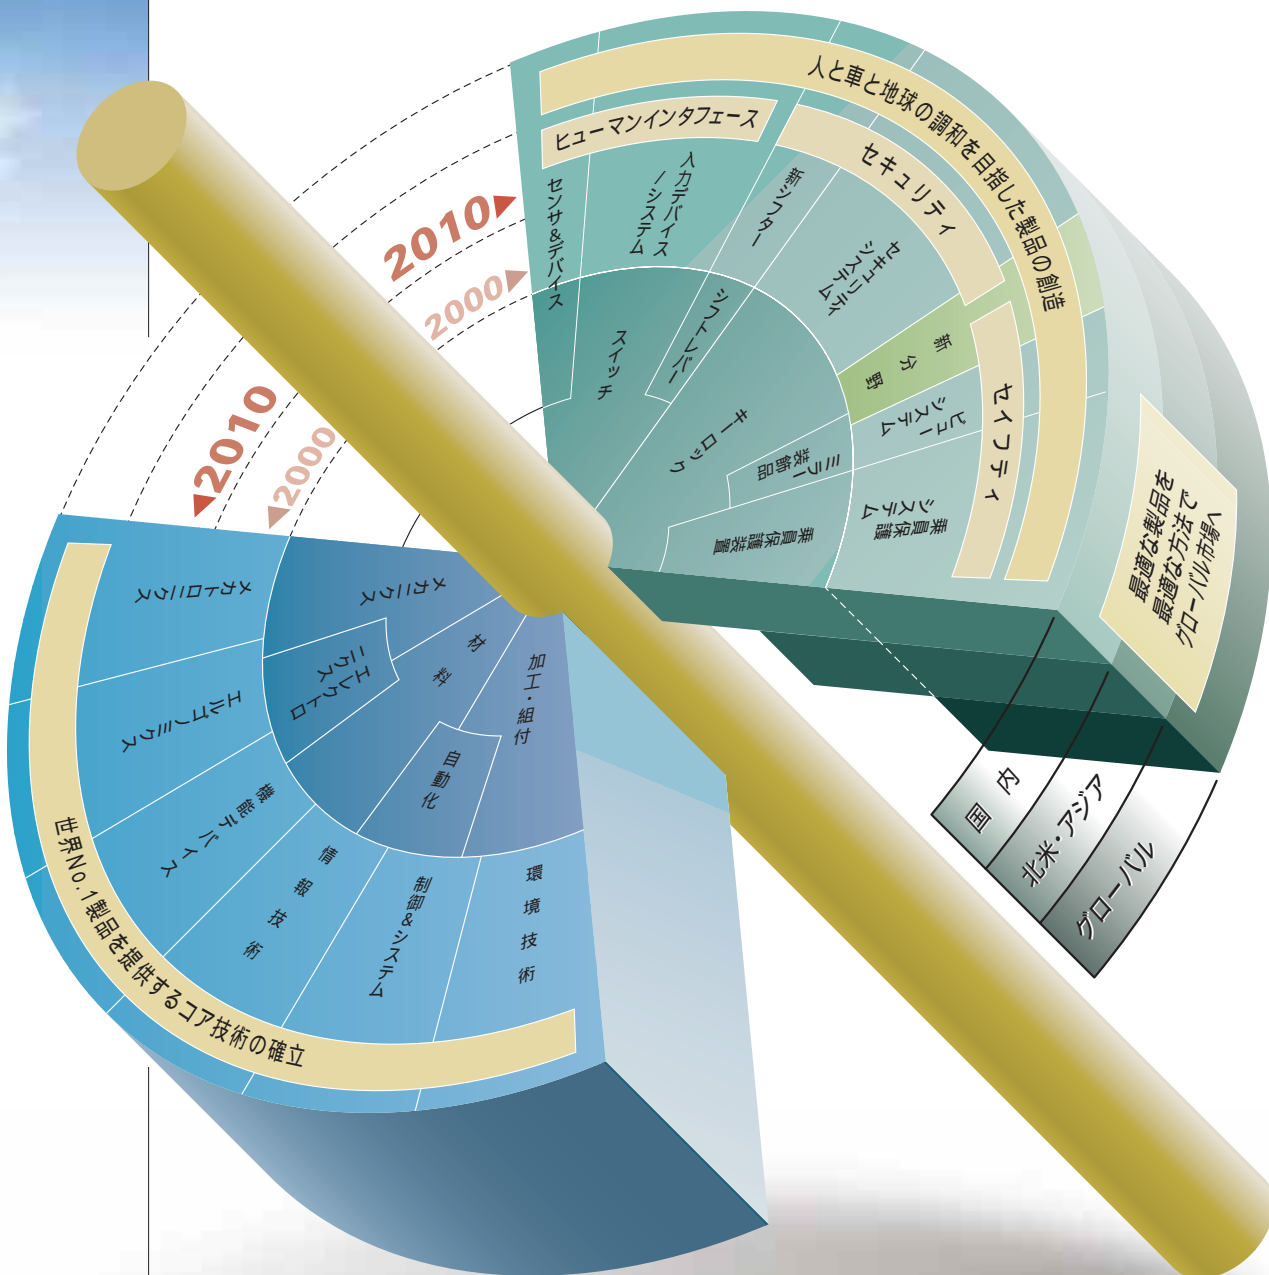 人と車と地球の調和を目指した製品の創造
ヒューマンインタフェース
セキュリティ
セイフティ
2010
2000
センサ&デバイス
入力デバイス
/システム
新シフター
セキュリティ
システム
新分野
ビュー
システム
乗員保護
システム
スイッチ
シフトレバー
キーロック
ミラー
装飾品
乗員保護装置
最適な製品を
最適な方法で
グローバル市場へ
国内
北米・アジア
グローバル
2010
2000
メカトロニクス
エルゴノミクス
機能デバイス
情報技術
制御&システム
環境技術
メカニクス
エレクトロ
ニクス
材料
加工・組付
自動化
世界No.1製品を提供するコア技術の確立